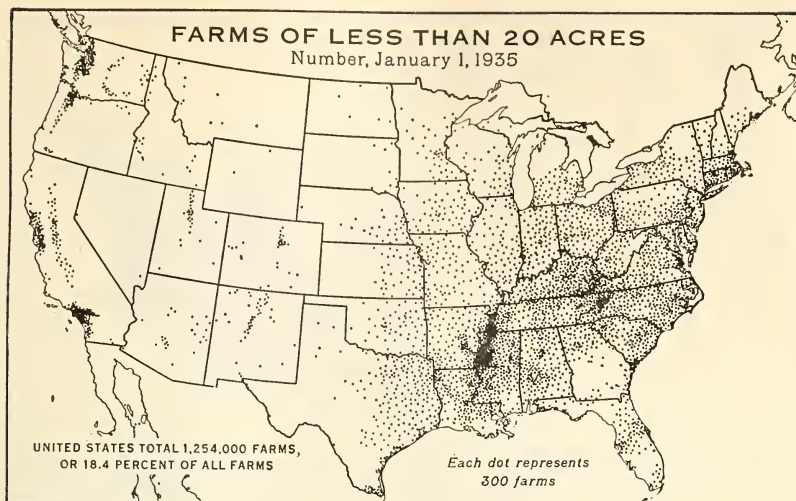 FARMS OF LESS THAN 20 ACRES
Number, January 1, 1935
UNITED STATES TOTAL 1,254,000 FARMS,
OR 18.4 PERCENT OF ALL FARMS
Each dot represents
300 farms